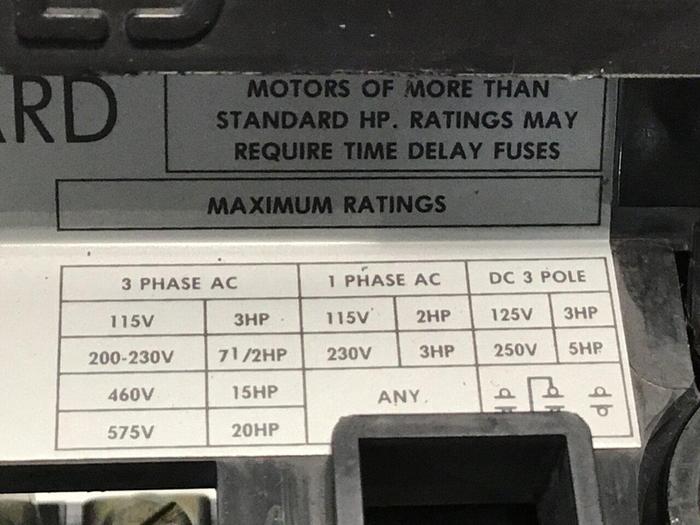 ARD
MOTORS OF MORE THAN
STANDARD HP. RATINGS MAY
REQUIRE TIME DELAY FUSES
MAXIMUM RATINGS
3 PHASE AC 1 PHASE AC DC 3 POLE
115V 3HP 115V 2HP 125V 3HP
200-230V 7 1/2HP 230V 3HP 250V 5HP
460V 15HP ANY.
575V 20HP